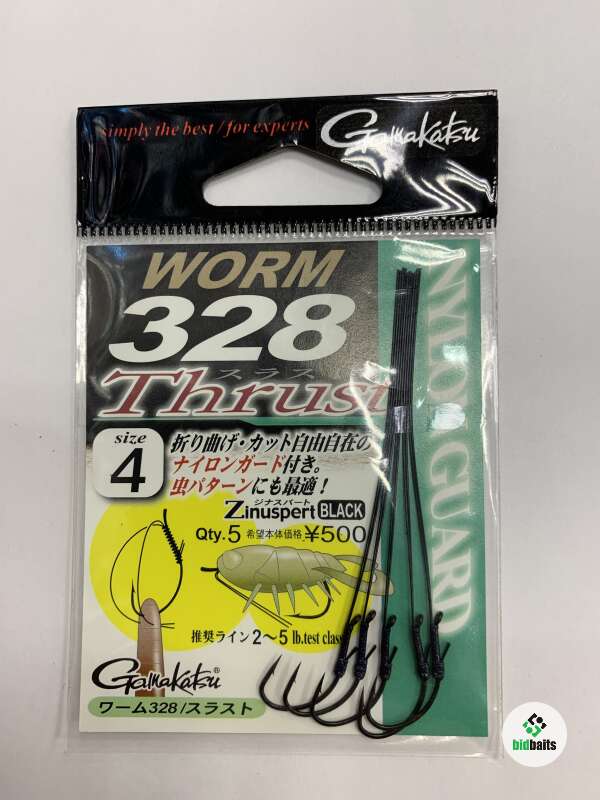 simply the best / for experts
Gamakatsu
WORM
328
スラスト
Thrust
NYLON GUARD
size
4
折り曲げ・カット自由自在の
ナイロンガード付き。
虫パターンにも最適！
ジナスパート
Zinuspert BLACK
Qty.5 希望本体価格 ¥500
推奨ライン2〜5 lb.test class
Gamakatsu®
ワーム328/スラスト
bidbaits